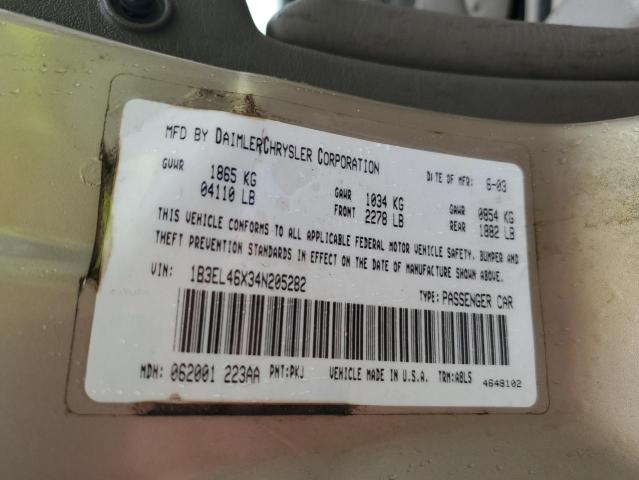 MFD BY DAIMLERCHRYSLER CORPORATION DATE OF MFG: 6-03
GVWR 1865 KG 04110 LB GAWR FRONT 1034 KG 2278 LB GAWR REAR 0854 KG 1882 LB
THIS VEHICLE CONFORMS TO ALL APPLICABLE FEDERAL MOTOR VEHICLE SAFETY, BUMPER AND
THEFT PREVENTION STANDARDS IN EFFECT ON THE DATE OF MANUFACTURE SHOWN ABOVE.
VIN: 1B3EL46X34N205282 TYPE: PASSENGER CAR
MDH: 062001 223AA PNT:PKJ VEHICLE MADE IN U.S.A. TRM:ABL5
4648102